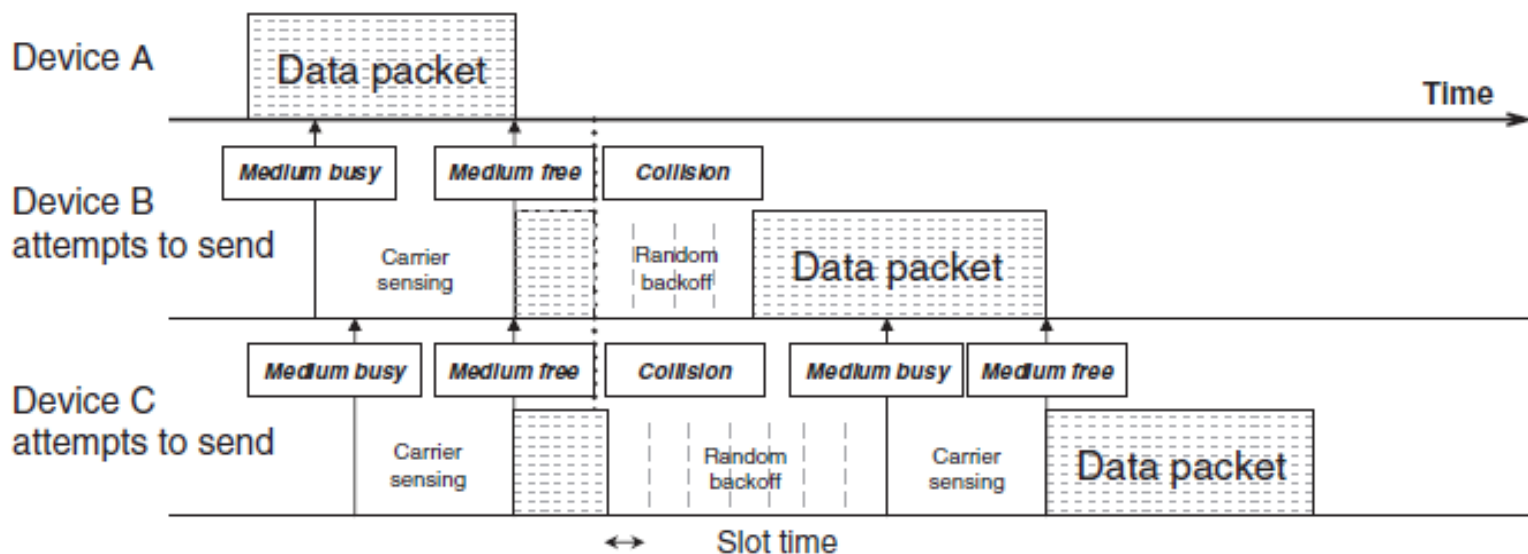 Device A
Data packet
Time
Medium busy
Medium free
Collision
Device B
attempts to send
Carrier
sensing
Random
backoff
Data packet
Medium busy
Medium free
Collision
Medium busy
Medium free
Device C
attempts to send
Carrier
sensing
Random
backoff
Carrier
sensing
Data packet
Slot time